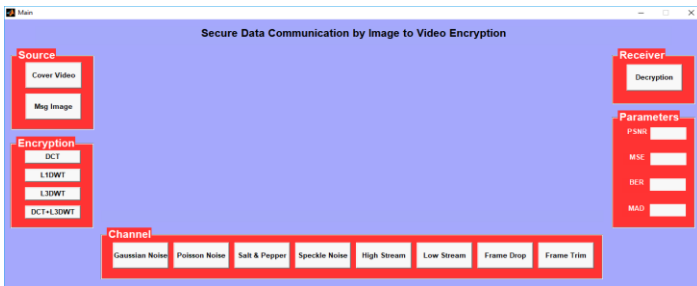 Main
Secure Data Communication by Image to Video Encryption
Source
Cover Video
Msg Image
Encryption
DCT
L1DWT
L3DWT
DCT+L3DWT
Channel
Gaussian Noise Poisson Noise Salt & Pepper Speckle Noise High Stream Low Stream Frame Drop Frame Trim
Receiver
Decryption
Parameters
PSNR
MSE
BER
MAD